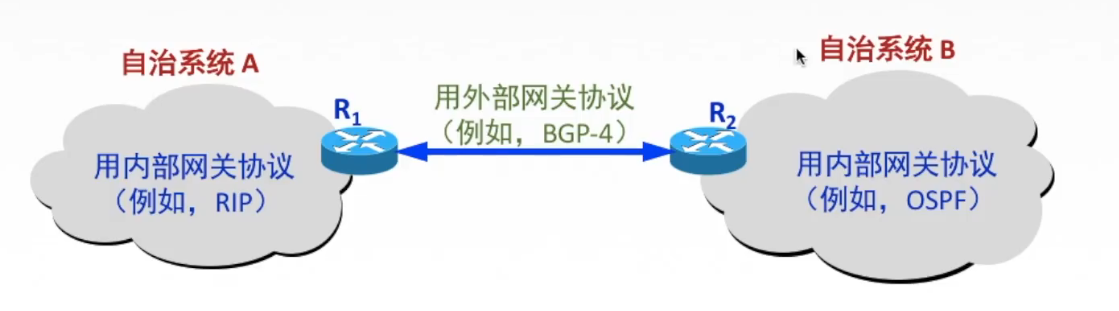 自治系统 A
自治系统 B
R1
用外部网关协议
（例如，BGP-4）
R2
用内部网关协议
（例如，RIP）
用内部网关协议
（例如，OSPF）